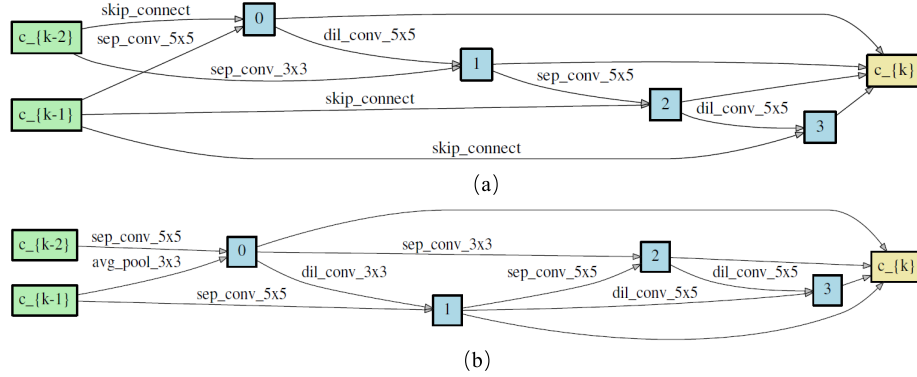 skip_connect
0
c_{k-2}
sep_conv_5x5
dil_conv_5x5
sep_conv_3x3
1
c_{k}
sep_conv_5x5
c_{k-1}
skip_connect
2
dil_conv_5x5
3
skip_connect
(a)
c_{k-2}
sep_conv_5x5
0
sep_conv_3x3
2
c_{k}
avg_pool_3x3
dil_conv_3x3
sep_conv_5x5
dil_conv_5x5
c_{k-1}
sep_conv_5x5
1
dil_conv_5x5
3
(b)